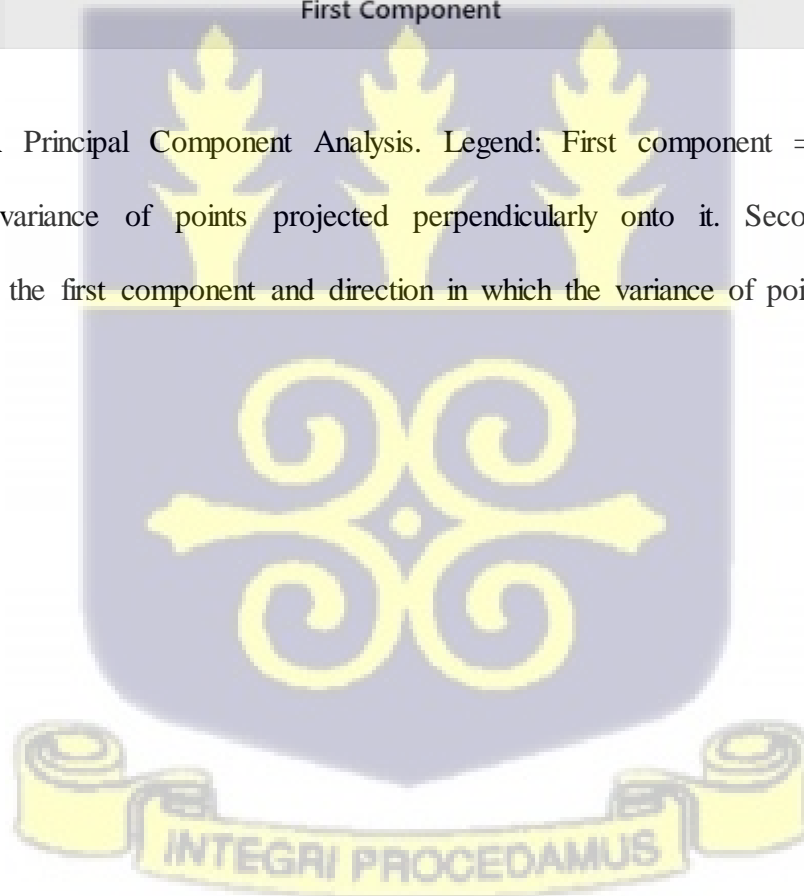 First Component
Principal Component Analysis. Legend: First component =
variance of points projected perpendicularly onto it. Seco
the first component and direction in which the variance of poi
INTEGRI PROCEDAMUS